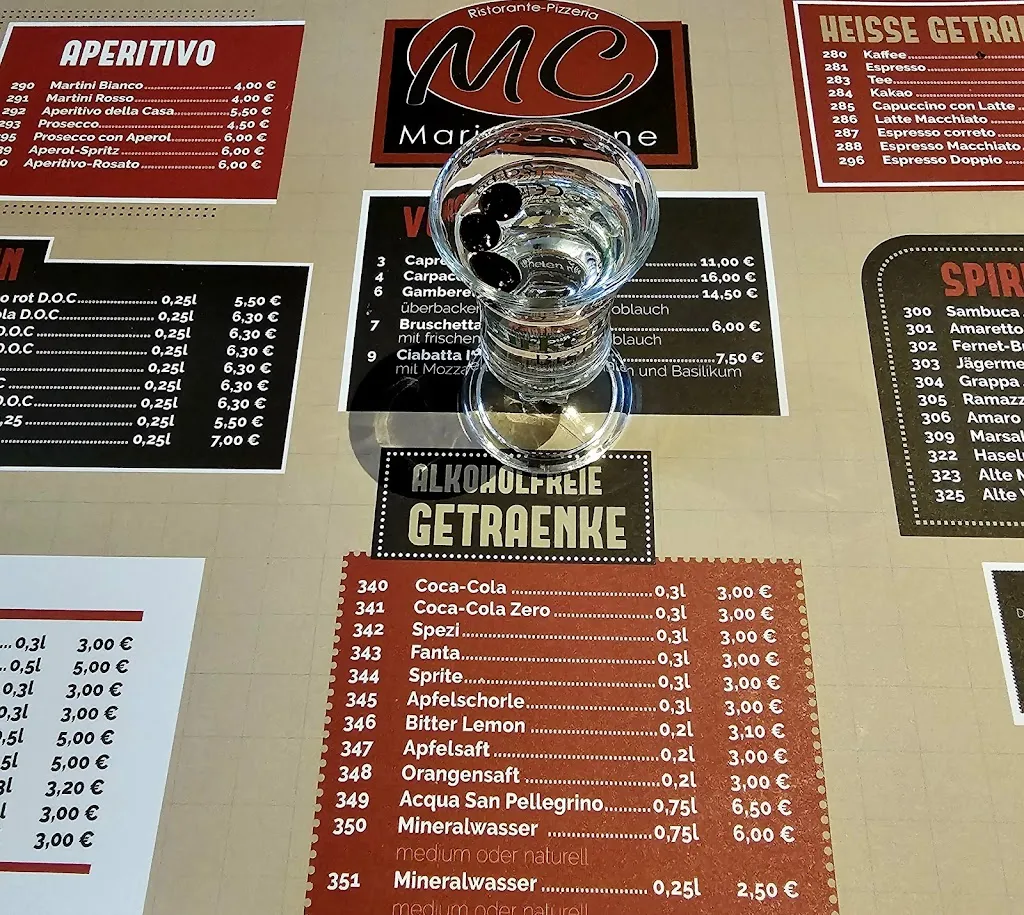 APERITIVO
290 Martini Bianco 4,00 €
291 Martini Rosso 4,00 €
292 Aperitivo della Casa 5,50 €
293 Prosecco 4,50 €
295 Prosecco con Aperol 6,00 €
Aperol-Spritz 6,00 €
Aperitivo-Rosato 6,00 €
Ristorante-Pizzeria
MC
HEISSE
280 Kaffee
281 Espresso
283 Tee
284 Kakao
285 Capuccino con Latte
286 Latte Macchiato
287 Espresso correto
288 Espresso Macchiato
296 Espresso Doppio
rot D.O.C 0,25l 5,50 €
D.O.C 0,25l 6,30 €
D.O.C 0,25l 6,30 €
D.O.C 0,25l 6,30 €
0,25l 6,30 €
0,25l 6,30 €
D.O.C 0,25l 6,30 €
0,25l 5,50 €
0,25l 7,00 €
3 11,00 €
4 16,00 €
6 14,50 €
überbacken
7 Bruschetta 6,00 €
mit
9 Ciabatta 7,50 €
mit und Basilikum
300 Sambuca
301 Amaretto
302
303
304 Grappa
305
306 Amaro
309
322
323 Alte
325 Alte
ALKOHOLFREIE
GETRAENKE
340 Coca-Cola 0,3l 3,00 €
341 Coca-Cola Zero 0,3l 3,00 €
342 Spezi 0,3l 3,00 €
343 Fanta 0,3l 3,00 €
344 Sprite 0,3l 3,00 €
345 Apfelschorle 0,3l 3,00 €
346 Bitter Lemon 0,2l 3,10 €
347 Apfelsaft 0,2l 3,00 €
348 Orangensaft 0,2l 3,00 €
349 Acqua San Pellegrino 0,75l 6,50 €
350 Mineralwasser 0,75l 6,00 €
medium oder naturell
351 Mineralwasser 0,25l 2,50 €
medium oder naturell
0,3l 3,00 €
0,5l 5,00 €
0,3l 3,00 €
0,3l 3,00 €
0,5l 5,00 €
5l 5,00 €
3l 3,20 €
3,00 €
3,00 €